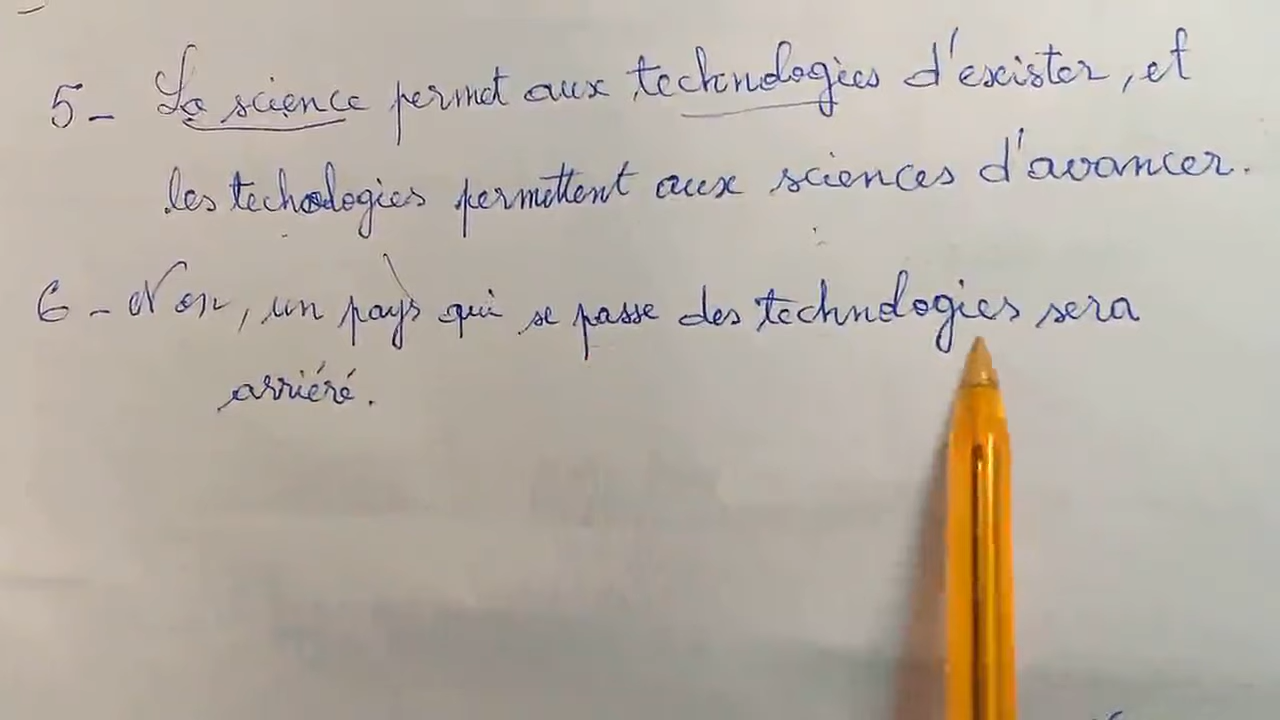 5- La science permet aux technologies d'exister, et
les technologies permettent aux sciences d'avancer.
6- Non, un pays qui se passe des technologies sera
arriéré.